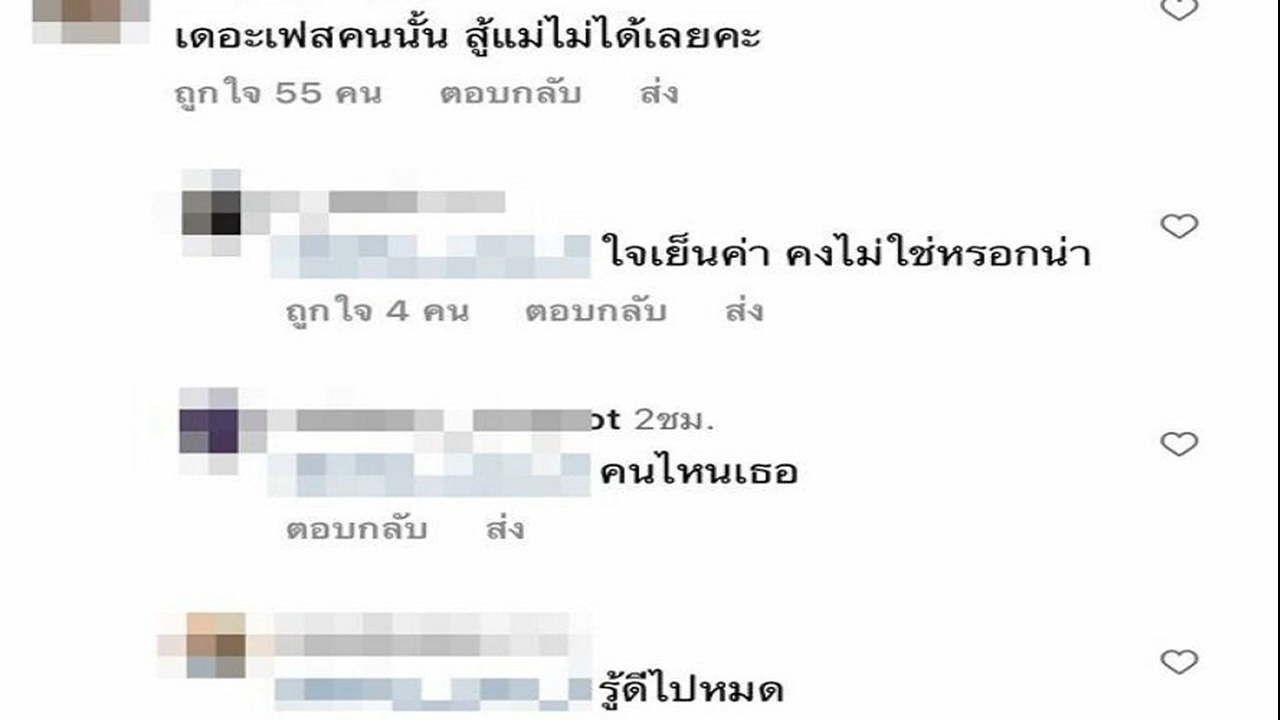 เดอะเฟสคนนั้น สู้แม่ไม่ได้เลยคะ
ถูกใจ 55 คน ตอบกลับ ส่ง
ใจเย็นค่า คงไม่ใช่หรอกน่า
ถูกใจ 4 คน ตอบกลับ ส่ง
ot 2ชม.
คนไหนเธอ
ตอบกลับ ส่ง
รู้ดีไปหมด